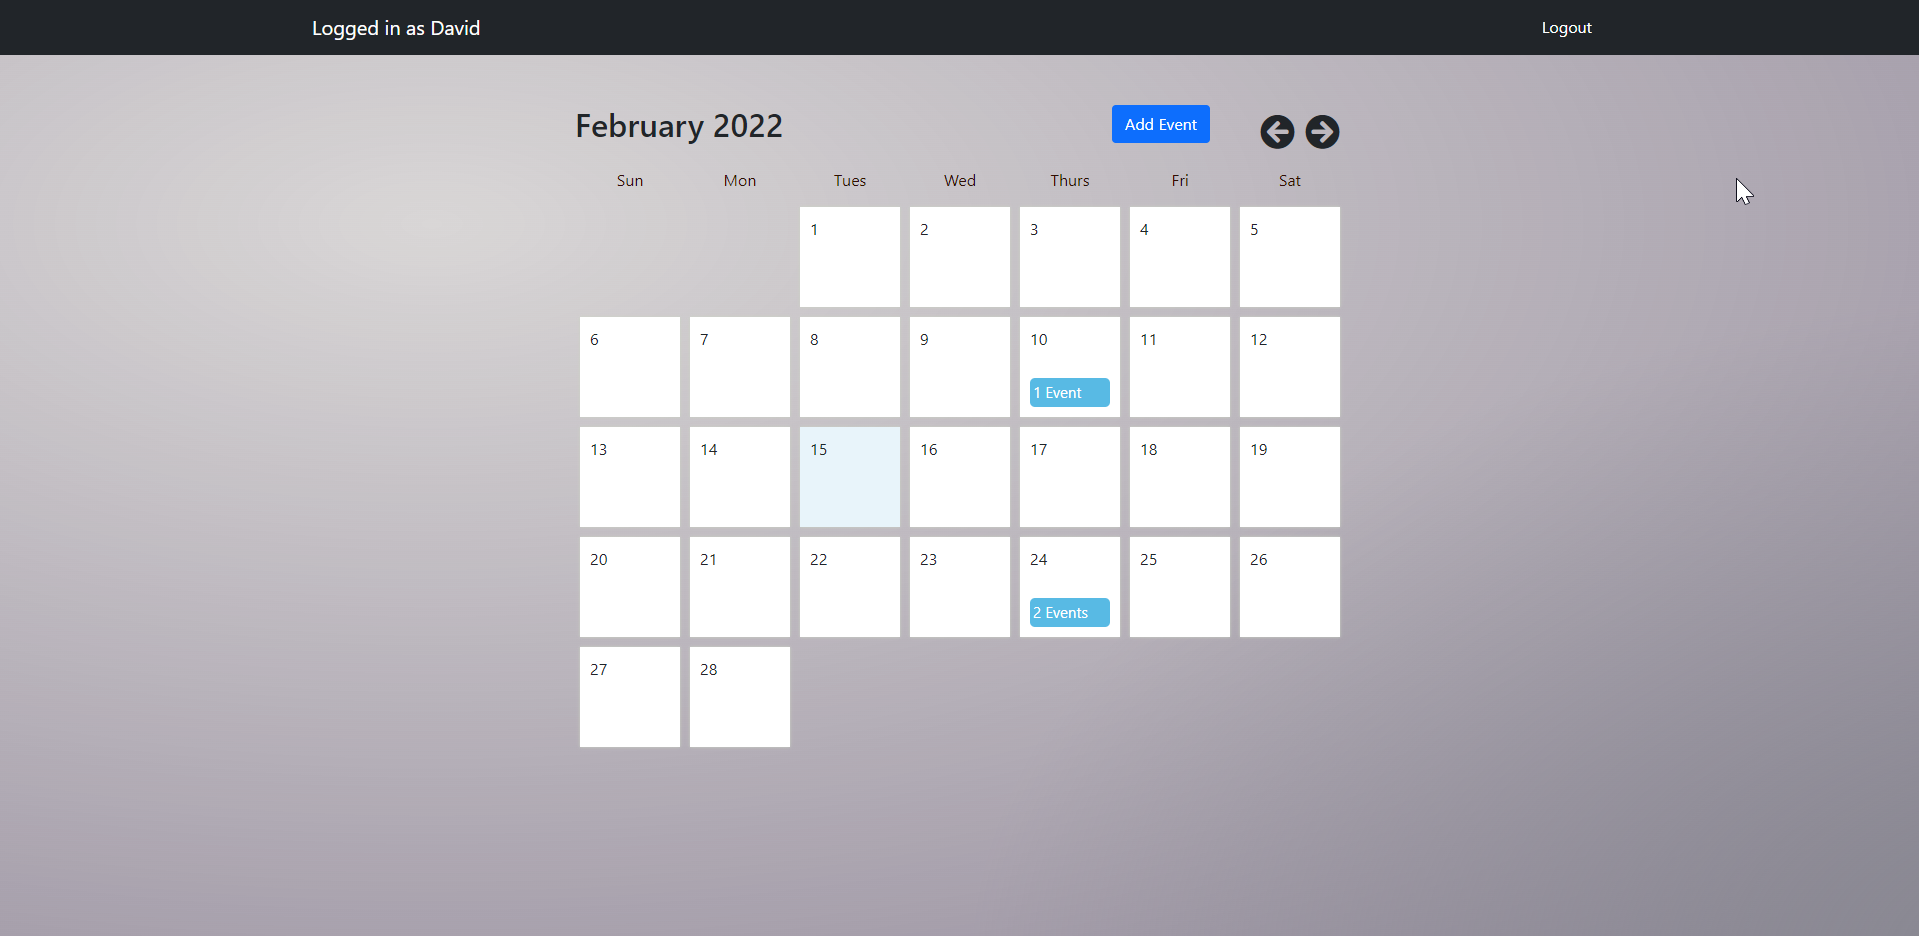 Logged in as David Logout
February 2022 Add Event
Sun Mon Tues Wed Thurs Fri Sat
1 2 3 4 5
6 7 8 9 10 11 12
1 Event
13 14 15 16 17 18 19
20 21 22 23 24 25 26
2 Events
27 28